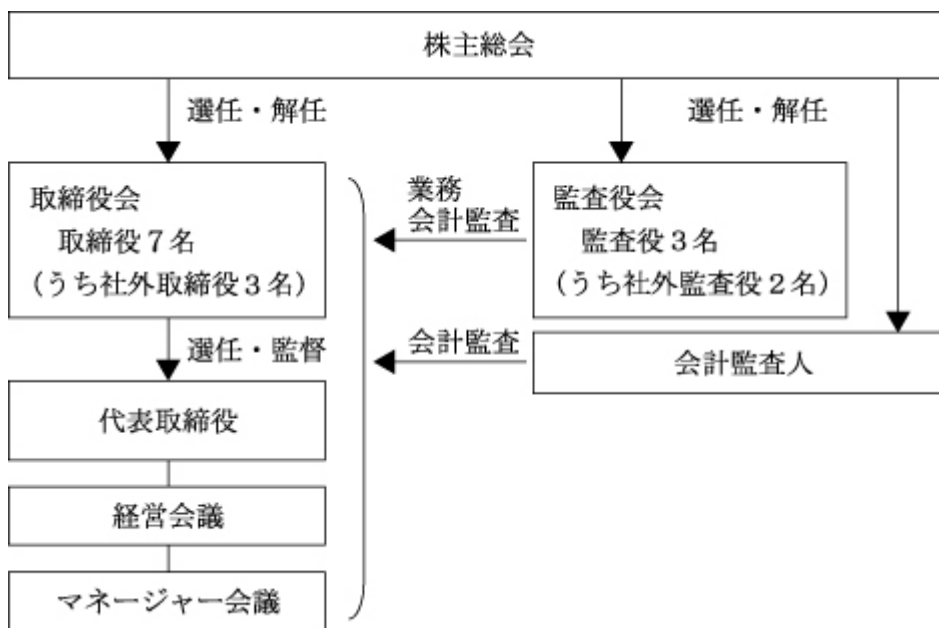 株主総会
選任・解任
選任・解任
取締役会
取締役７名
（うち社外取締役３名）
業務
会計監査
監査役会
監査役３名
（うち社外監査役２名）
選任・監督
会計監査
会計監査人
代表取締役
経営会議
マネージャー会議